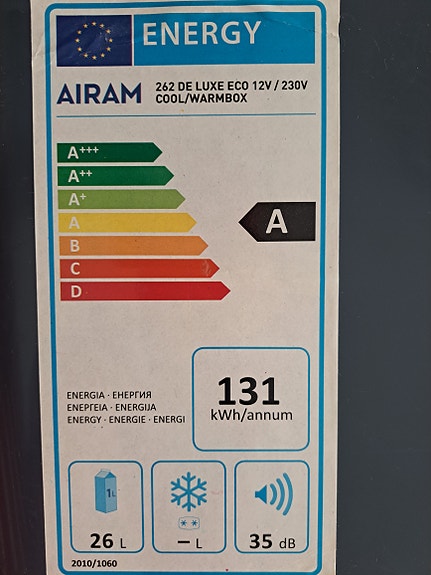 ENERGY
AIRAM 262 DE LUXE ECO 12V / 230V
COOL/WARMBOX
A+++
A++
A+
A
A
B
C
D
131
kWh/annum
ENERGIA · ЕНЕРГИЯ
ΕΝΕΡΓΕΙΑ · ENERGIJA
ENERGY · ENERGIE · ENERGI
1L
26 L
– L
35 dB
2010/1060